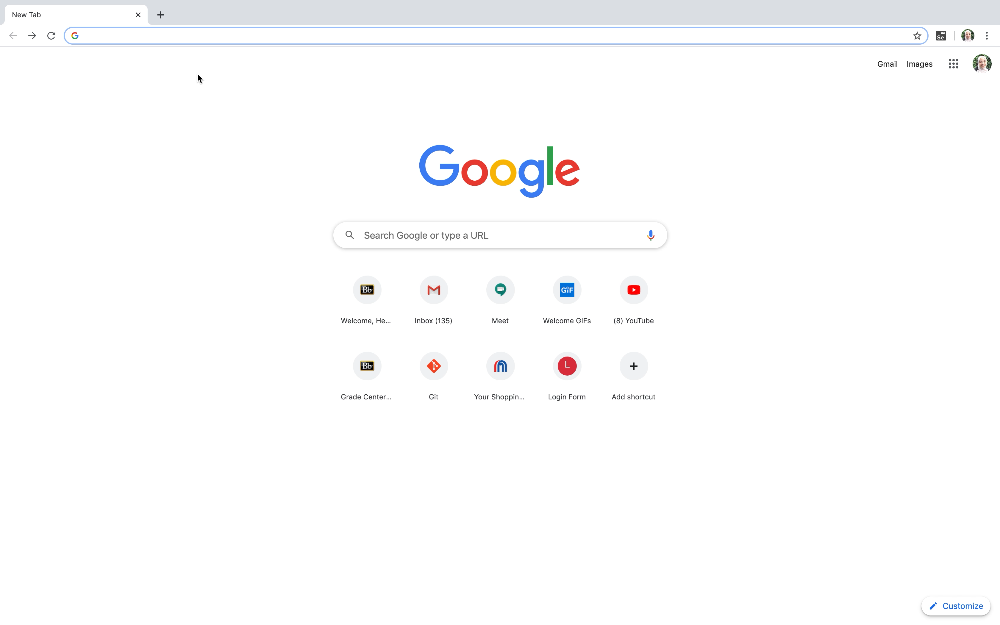 New Tab
Se
Gmail Images
Google
Search Google or type a URL
Bb GiF
Welcome, He... Inbox (135) Meet Welcome GIFs (8) YouTube
Bb L
Grade Center... Git Your Shoppin... Login Form Add shortcut
Customize